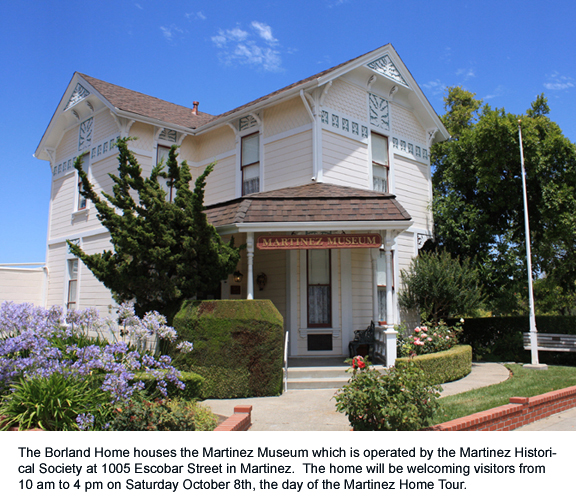 MARTINEZ MUSEUM
The Borland Home houses the Martinez Museum which is operated by the Martinez Histori-
cal Society at 1005 Escobar Street in Martinez.  The home will be welcoming visitors from
10 am to 4 pm on Saturday October 8th, the day of the Martinez Home Tour.